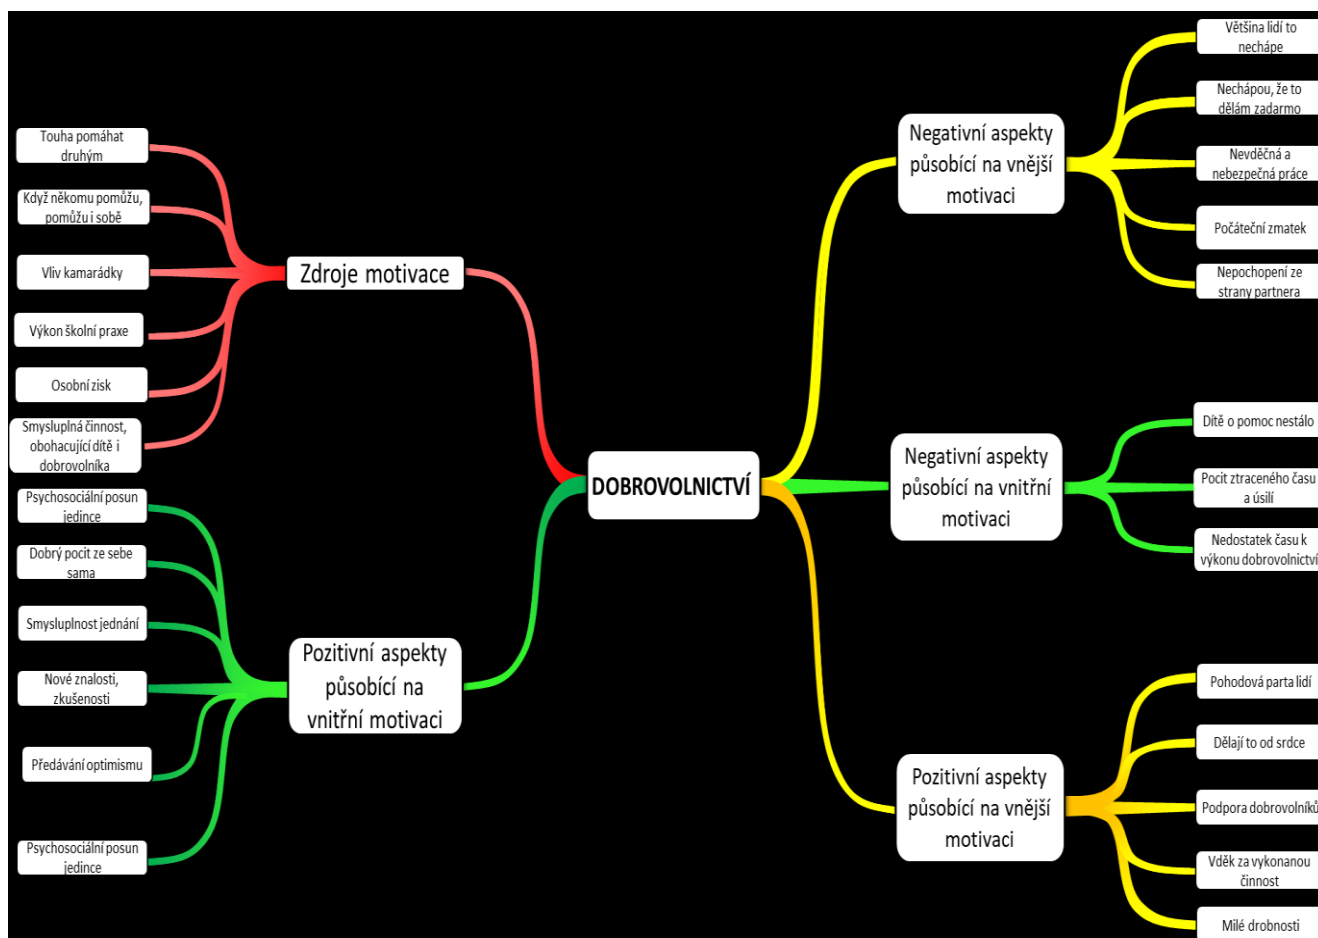 Touha pomáhat
druhým
Když někomu pomůžu,
pomůžu i sobě
Vliv kamarádky
Výkon školní praxe
Osobní zisk
Smysluplná činnost,
obohacující dítě i
dobrovolníka
Zdroje motivace
Psychosociální posun
jedince
Dobrý pocit ze sebe
sama
Smysluplnost jednání
Nové znalosti,
zkušenosti
Předávání optimismu
Psychosociální posun
jedince
Pozitivní aspekty
působící na
vnitřní motivaci
DOBROVOLNICTVÍ
Negativní aspekty
působící na vnější
motivaci
Většina lidí to
nechápe
Nechápou, že to
dělám zadarmo
Nevděčná a
nebezpečná práce
Počáteční zmatek
Nepochopení ze
strany partnera
Negativní aspekty
působící na vnitřní
motivaci
Dítě o pomoc nestálo
Pocit ztraceného času
a úsilí
Nedostatek času k
výkonu dobrovolnictví
Pozitivní aspekty
působící na vnější
motivaci
Pohodová parta lidí
Dělají to od srdce
Podpora dobrovolníků
Vděk za vykonanou
činnost
Milé drobnosti